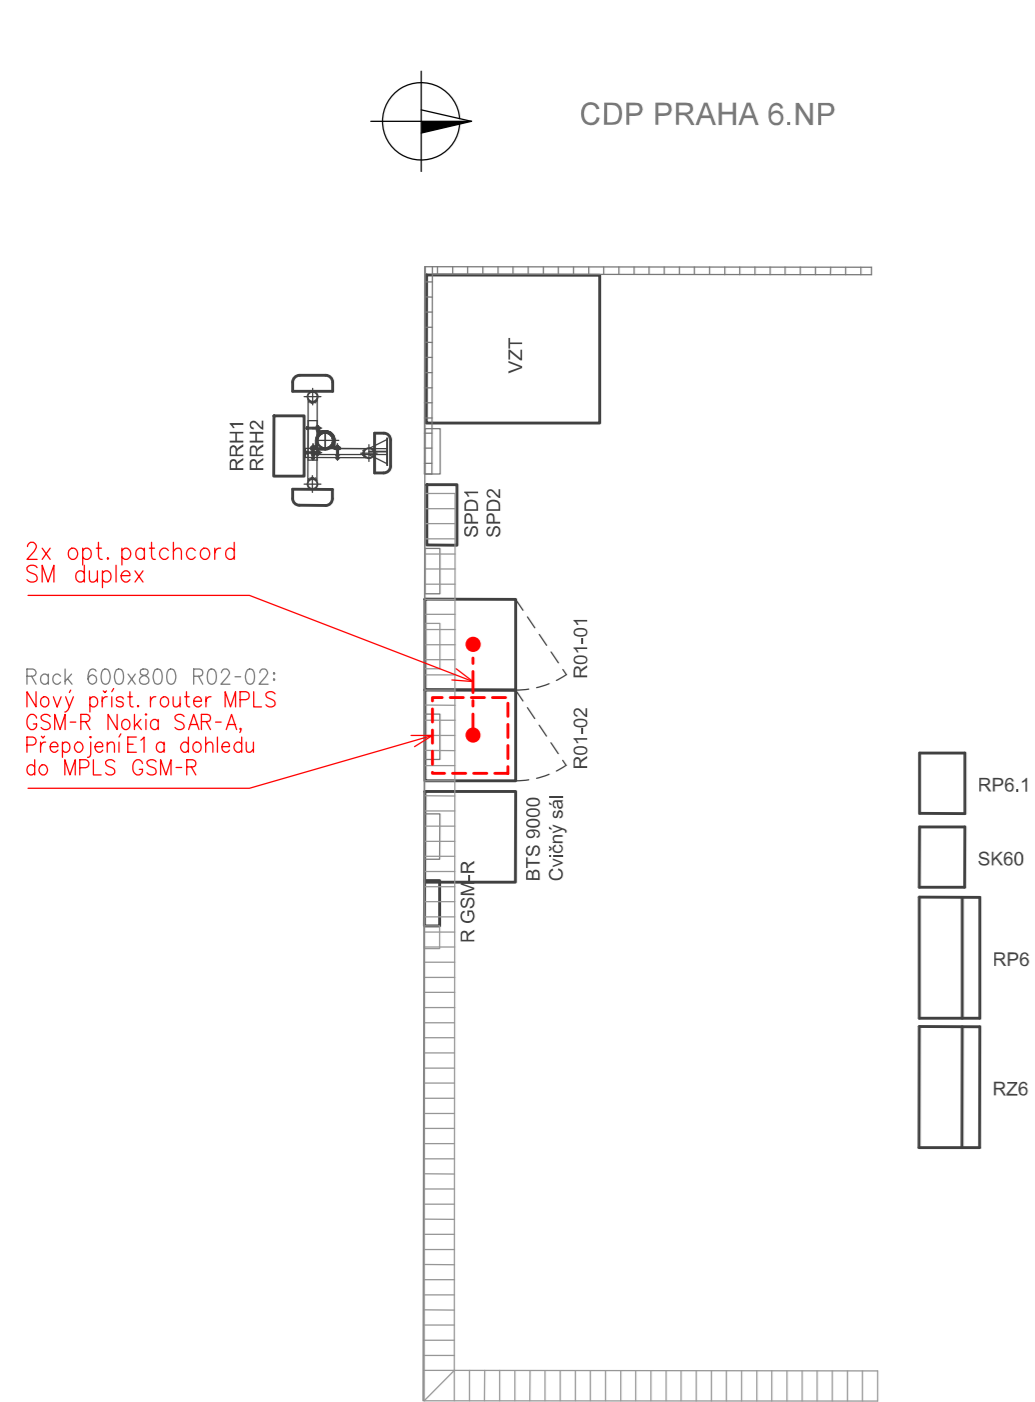 CDP PRAHA 6.NP
VZT
RRH1
RRH2
SPD1
SPD2
2x opt. patchcord
SM duplex
R01-01
Rack 600x800 R02-02:
Nový příst. router MPLS
GSM-R Nokia SAR-A,
Přepojení E1 a dohledu
do MPLS GSM-R
R01-02
BTS 9000
Cvičný sál
R GSM-R
RP6.1
SK60
RP6
RZ6